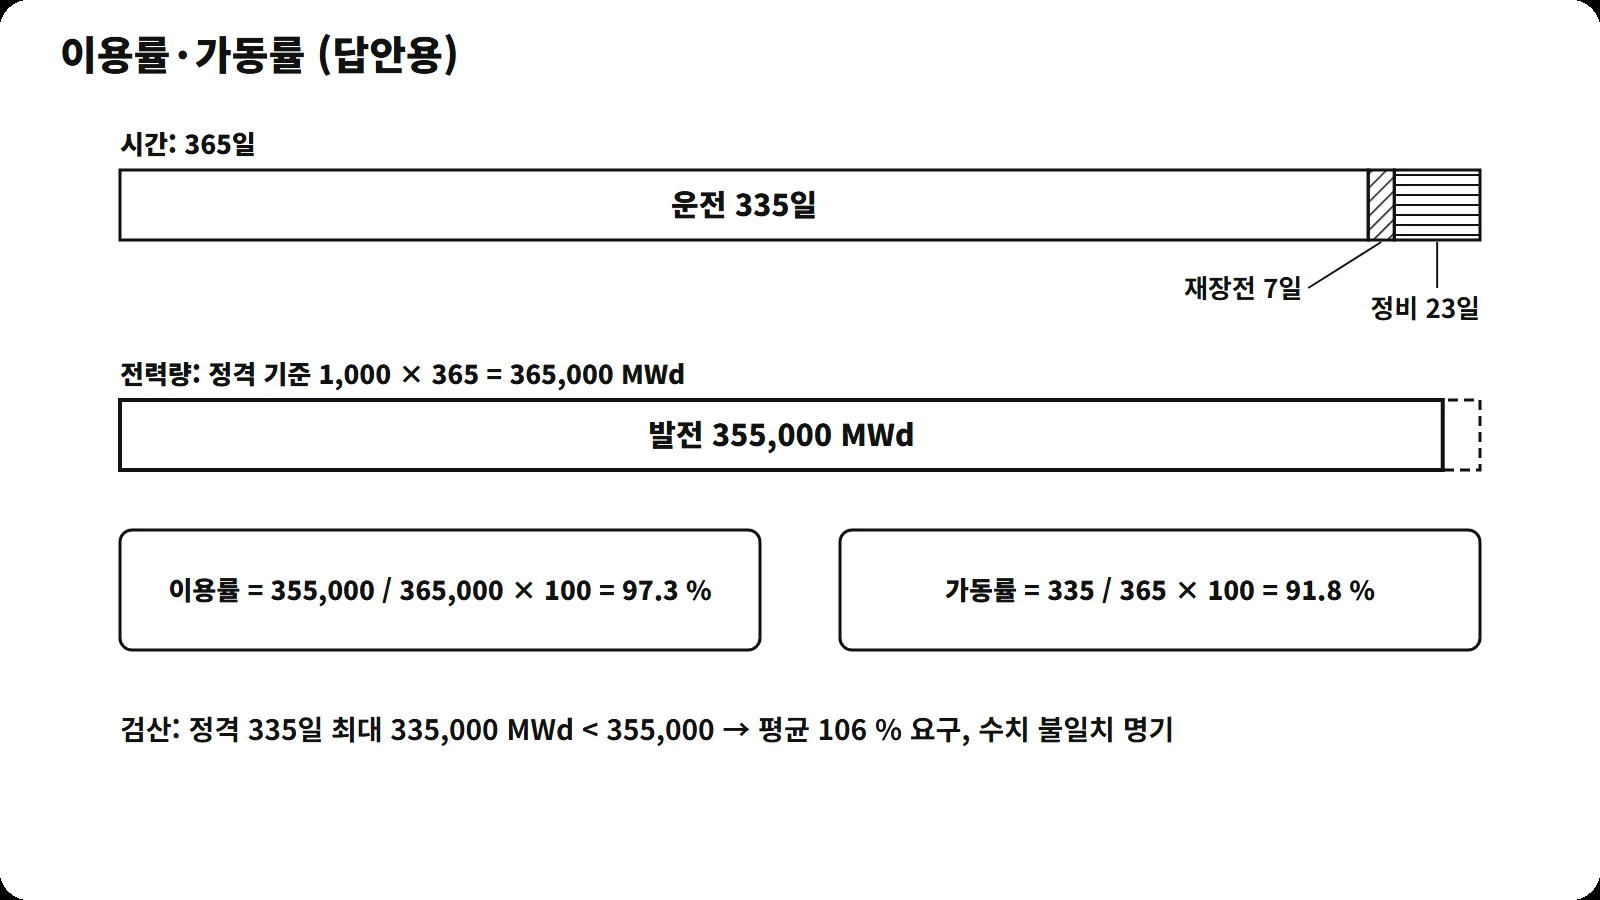 이용률·가동률 (답안용)
시간: 365일
운전 335일
재장전 7일
정비 23일
전력량: 정격 기준 1,000 × 365 = 365,000 MWd
발전 355,000 MWd
이용률 = 355,000 / 365,000 × 100 = 97.3 %
가동률 = 335 / 365 × 100 = 91.8 %
검산: 정격 335일 최대 335,000 MWd < 355,000 → 평균 106 % 요구, 수치 불일치 명기